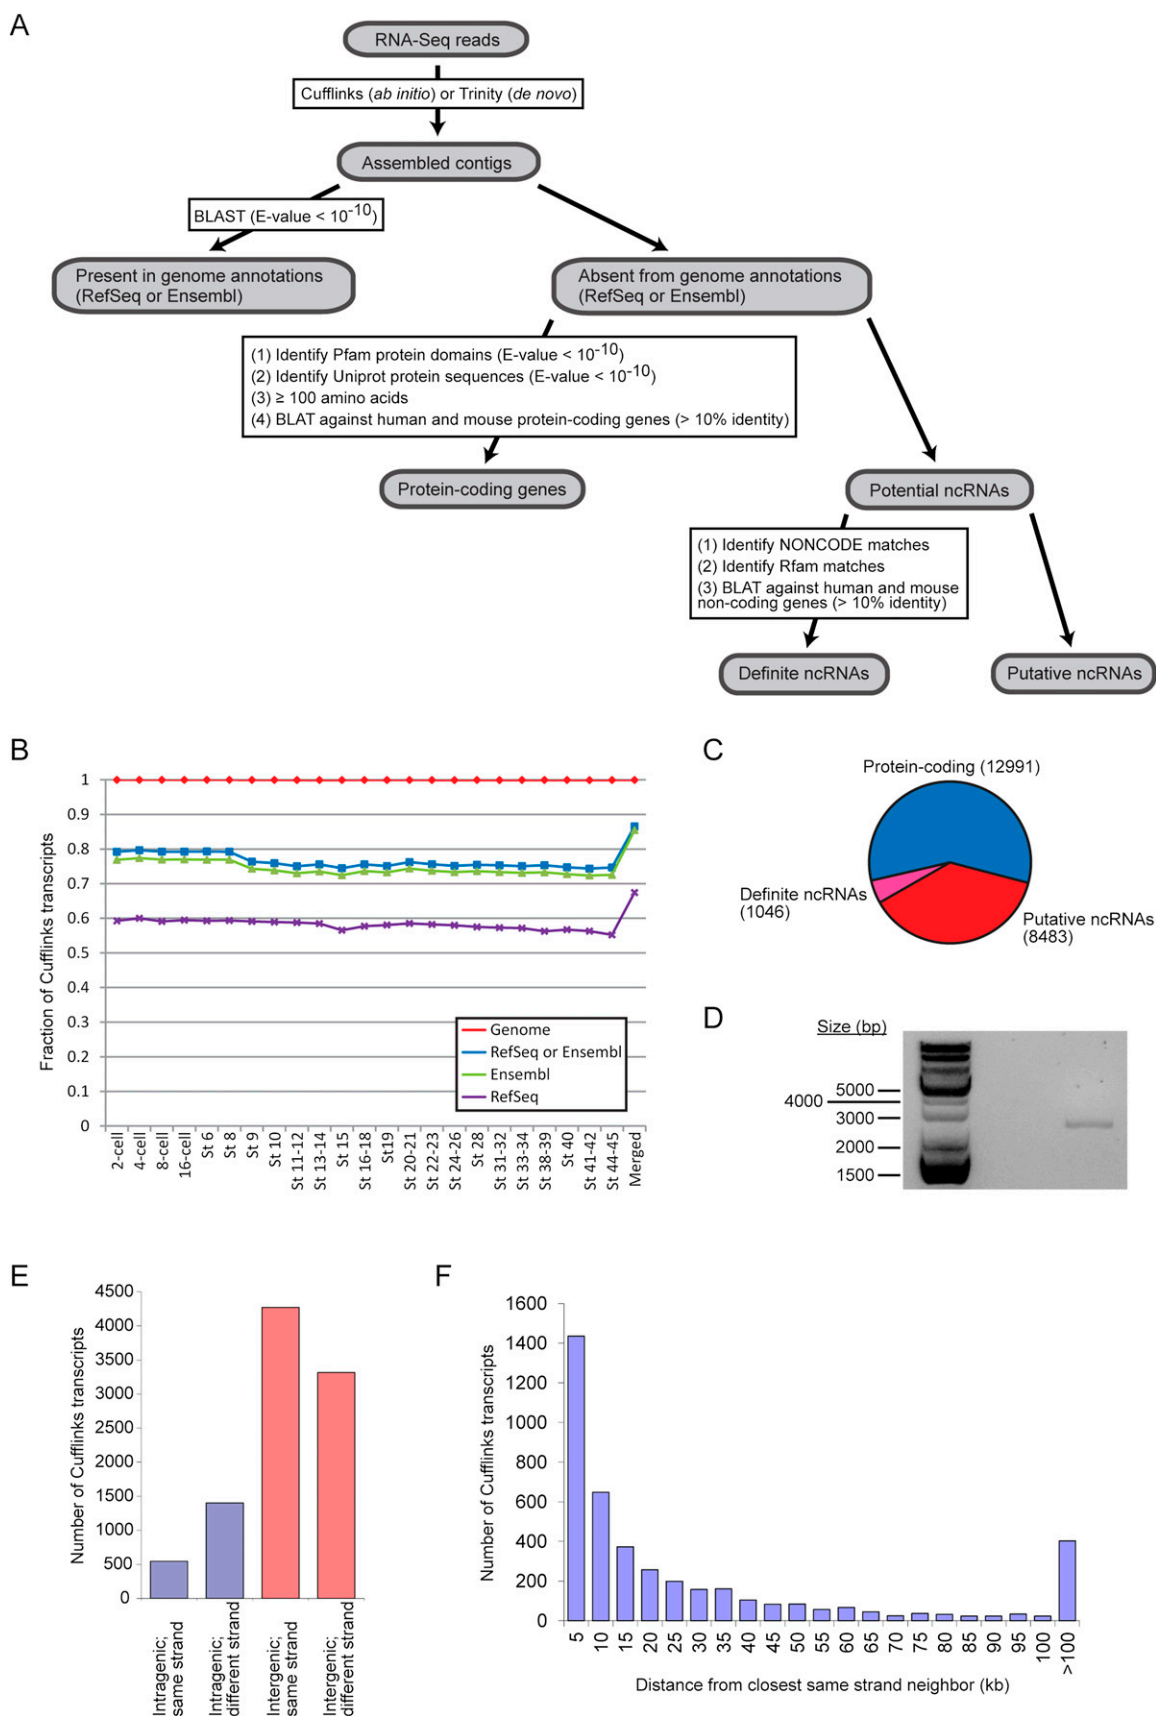 A
RNA-Seq reads
Cufflinks (ab initio) or Trinity (de novo)
Assembled contigs
BLAST (E-value < 10-10)
Present in genome annotations
(RefSeq or Ensembl)
Absent from genome annotations
(RefSeq or Ensembl)
(1) Identify Pfam protein domains (E-value < 10-10)
(2) Identify Uniprot protein sequences (E-value < 10-10)
(3) ≥ 100 amino acids
(4) BLAT against human and mouse protein-coding genes (> 10% identity)
Protein-coding genes
Potential ncRNAs
(1) Identify NONCODE matches
(2) Identify Rfam matches
(3) BLAT against human and mouse
non-coding genes (> 10% identity)
Definite ncRNAs
Putative ncRNAs
B
Fraction of Cufflinks transcripts
1
0.9
0.8
0.7
0.6
0.5
0.4
0.3
0.2
0.1
0
Genome
RefSeq or Ensembl
Ensembl
RefSeq
2-cell
4-cell
8-cell
16-cell
St 6
St 8
St 9
St 10
St 11-12
St 13-14
St 15
St 16-18
St19
St 20-21
St 22-23
St 24-26
St 28
St 31-32
St 33-34
St 38-39
St 40
St 41-42
St 44-45
Merged
C
Protein-coding (12991)
Definite ncRNAs
(1046)
Putative ncRNAs
(8483)
D
Size (bp)
5000
4000
3000
2000
1500
E
Number of Cufflinks transcripts
4500
4000
3500
3000
2500
2000
1500
1000
500
0
Intragenic;
same strand
Intragenic;
different strand
Intergenic;
same strand
Intergenic;
different strand
F
Number of Cufflinks transcripts
1600
1400
1200
1000
800
600
400
200
0
5
10
15
20
25
30
35
40
45
50
55
60
65
70
75
80
85
90
95
100
>100
Distance from closest same strand neighbor (kb)